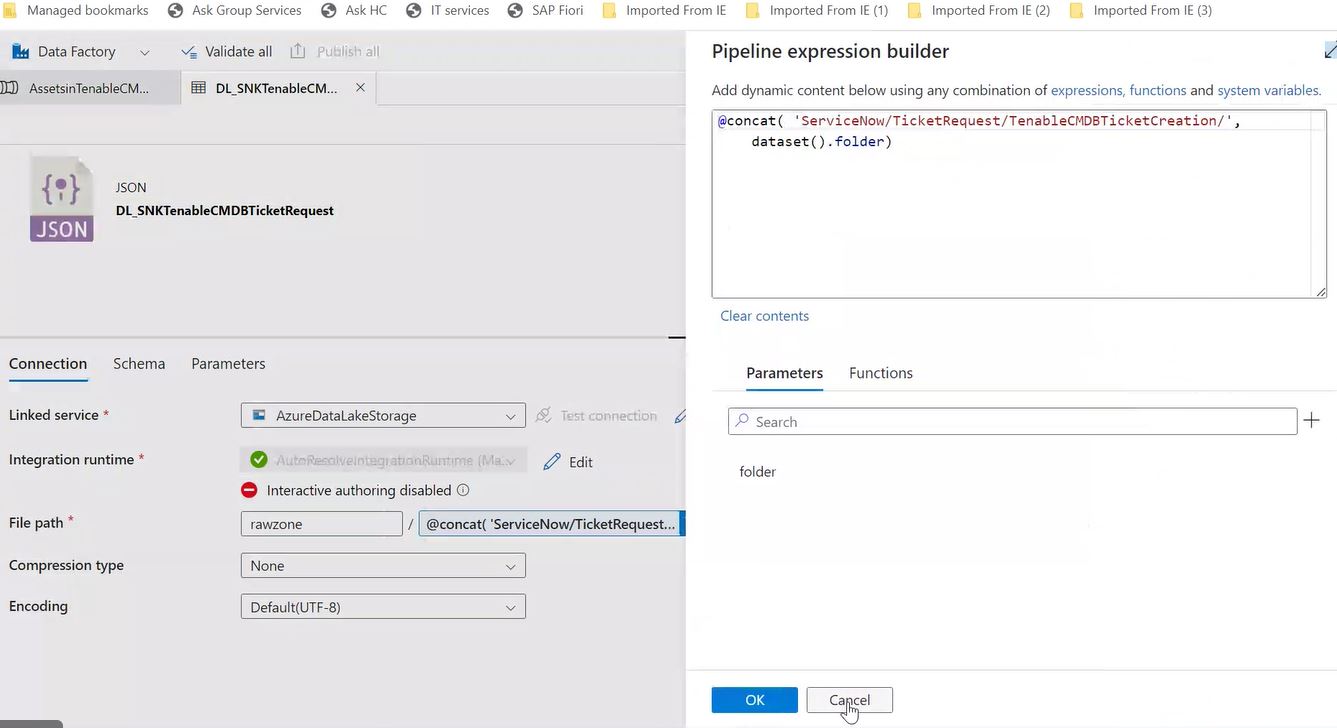 Managed bookmarks Ask Group Services Ask HC IT services SAP Fiori Imported From IE Imported From IE (1) Imported From IE (2) Imported From IE (3)
Data Factory Validate all Publish all
AssetsinTenableCM... DL_SNKTenableCM...
JSON
JSON
DL_SNKTenableCMDBTicketRequest
Connection Schema Parameters
Linked service * AzureDataLakeStorage Test connection
Integration runtime * AutoResolveIntegrationRuntime (Ma... Edit
Interactive authoring disabled
File path * rawzone / @concat( 'ServiceNow/TicketRequest...
Compression type None
Encoding Default(UTF-8)
Pipeline expression builder
Add dynamic content below using any combination of expressions, functions and system variables.
@concat( 'ServiceNow/TicketRequest/TenableCMDBTicketCreation/',
dataset().folder)
Clear contents
Parameters Functions
Search
folder
OK Cancel